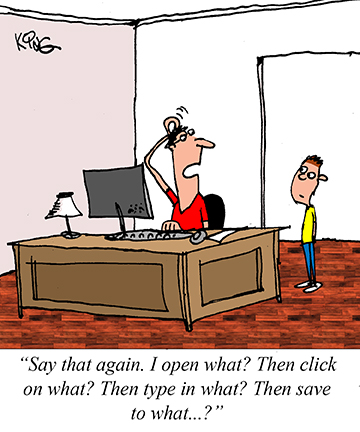 KING
“Say that again. I open what? Then click
on what? Then type in what? Then save
to what...?”